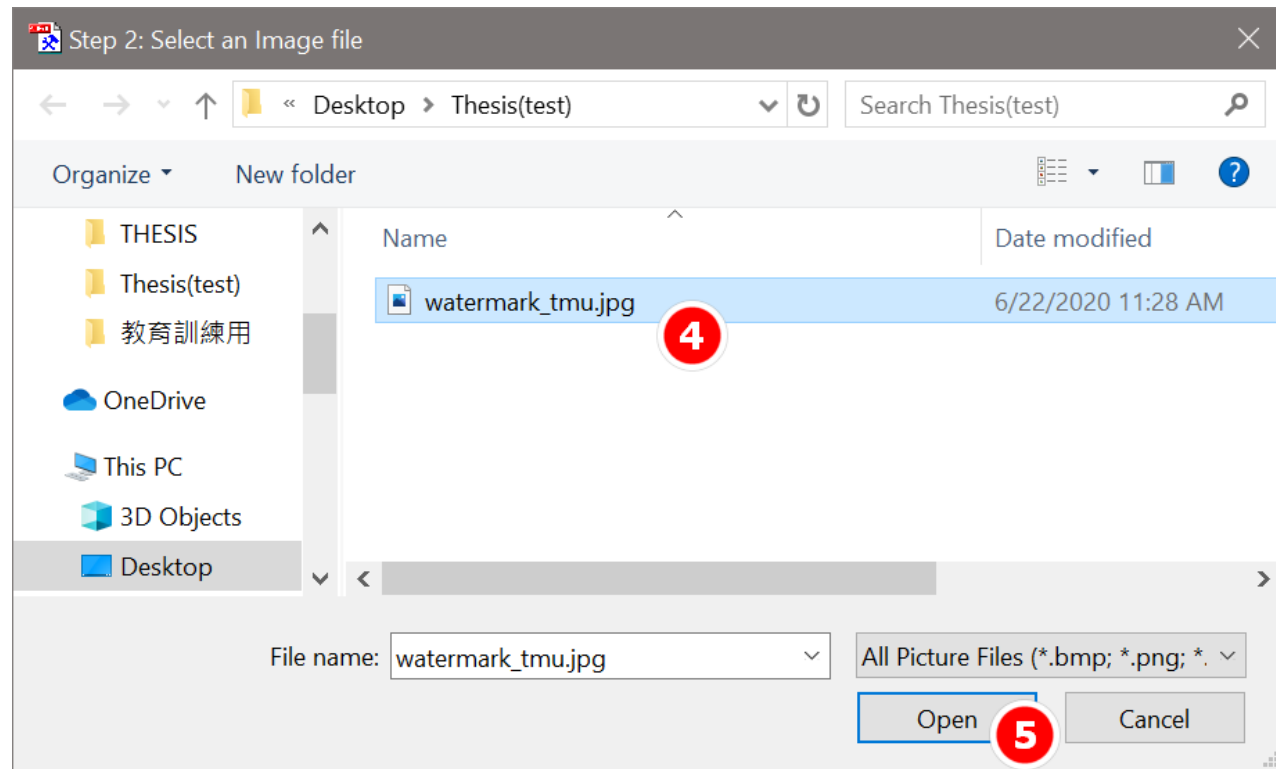 Step 2: Select an Image file
« Desktop > Thesis(test)
Search Thesis(test)
Organize
New folder
THESIS
Thesis(test)
教育訓練用
OneDrive
This PC
3D Objects
Desktop
Name
Date modified
watermark_tmu.jpg
6/22/2020 11:28 AM
4
File name:
watermark_tmu.jpg
All Picture Files (*.bmp; *.png; *.
Open
5
Cancel